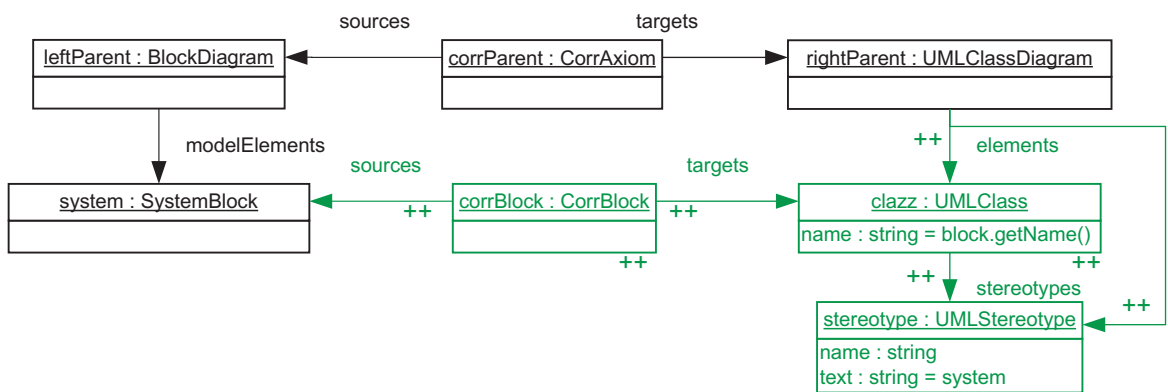 sources
targets
leftParent : BlockDiagram
corrParent : CorrAxiom
rightParent : UMLClassDiagram
modelElements
++
elements
sources
targets
system : SystemBlock
++
corrBlock : CorrBlock
++
clazz : UMLClass
name : string = block.getName()
++
++
++
stereotypes
++
stereotype : UMLStereotype
name : string
text : string = system